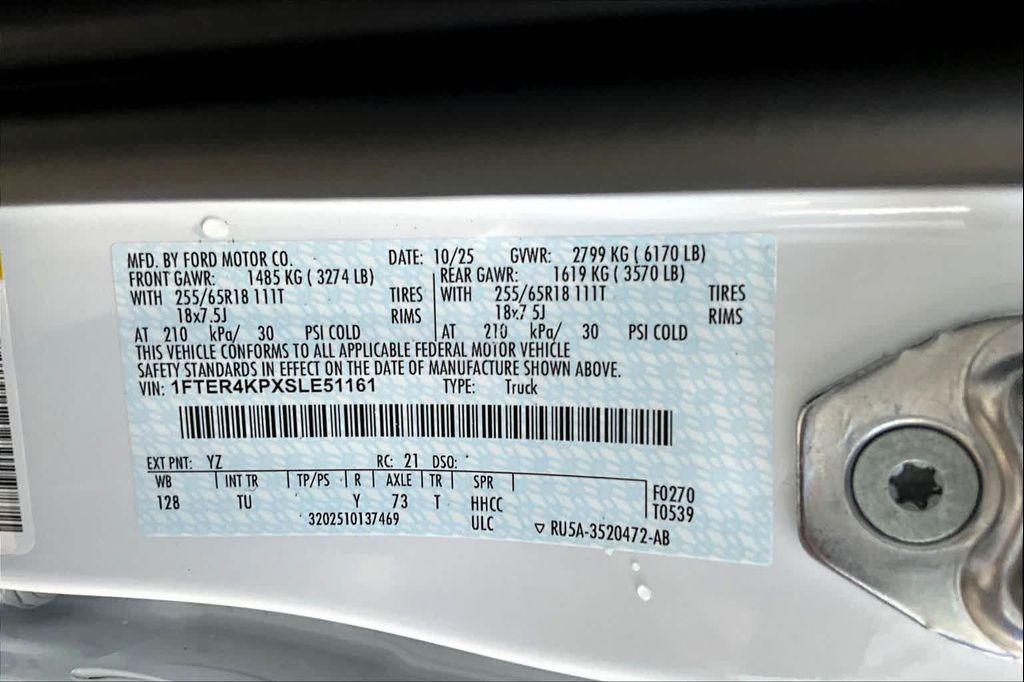 MFD. BY FORD MOTOR CO. DATE: 10/25 GVWR: 2799 KG ( 6170 LB)
FRONT GAWR: 1485 KG ( 3274 LB) REAR GAWR: 1619 KG ( 3570 LB)
WITH 255/65R18 111T TIRES WITH 255/65R18 111T TIRES
18x7.5J RIMS 18x7.5J RIMS
AT 210 kPa/ 30 PSI COLD AT 210 kPa/ 30 PSI COLD
THIS VEHICLE CONFORMS TO ALL APPLICABLE FEDERAL MOTOR VEHICLE
SAFETY STANDARDS IN EFFECT ON THE DATE OF MANUFACTURE SHOWN ABOVE.
VIN: 1FTER4KPXSLE51161 TYPE: Truck
EXT PNT: YZ RC: 21 DSO:
WB INT TR TP/PS R AXLE TR SPR
128 TU Y 73 T HHCC F0270
3202510137469 ULC T0539
RU5A-3520472-AB